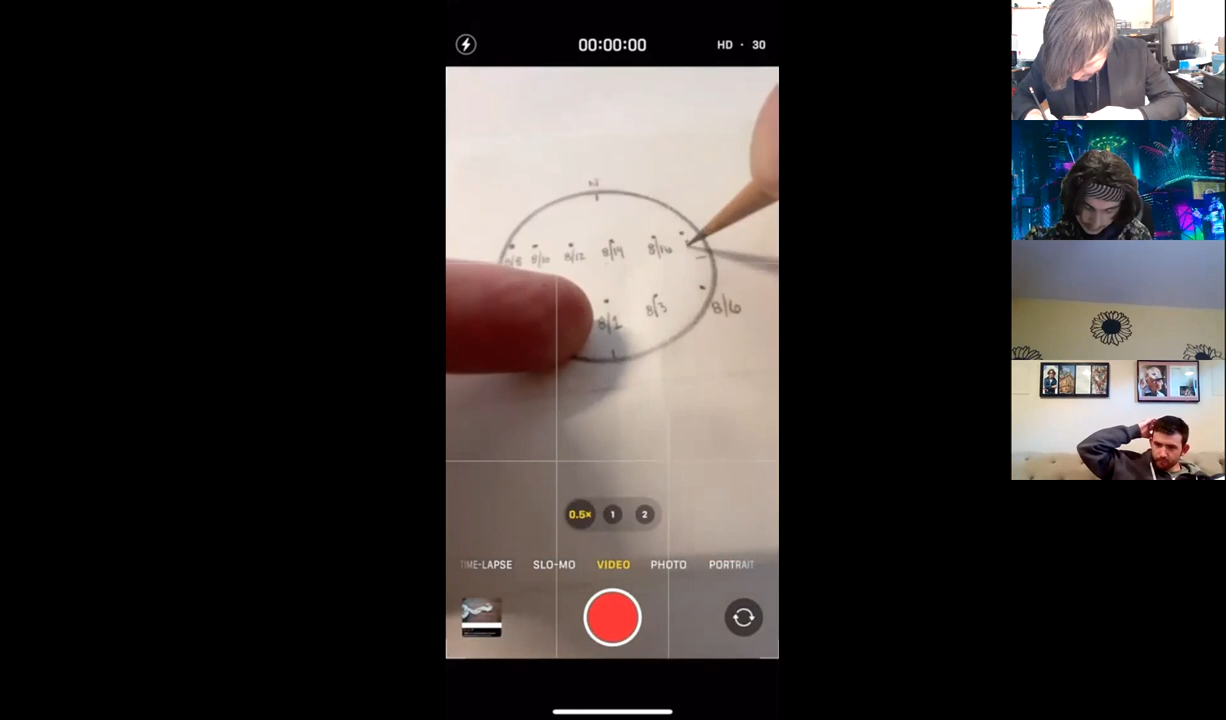 00:00:00
HD · 30
N
8/8 8/10 8/12 8/14 8/16
8/1 8/3 8/6
0.5× 1 2
TIME-LAPSE SLO-MO VIDEO PHOTO PORTRAIT